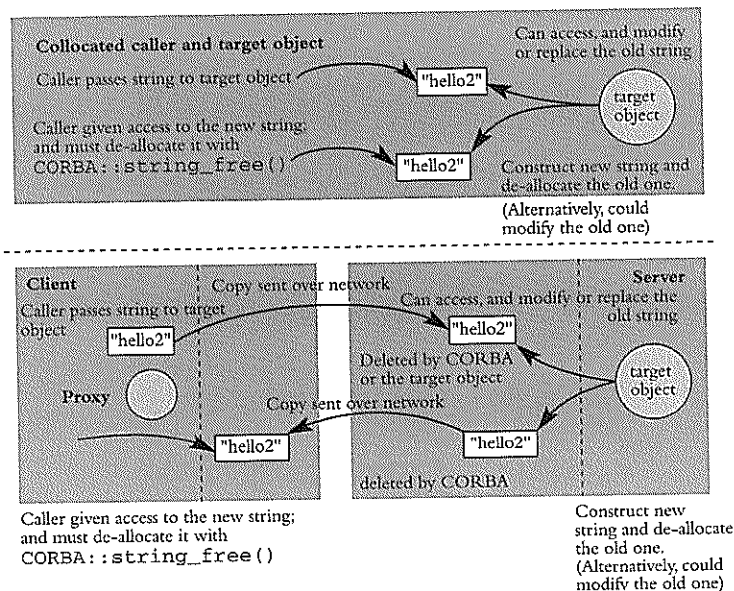 Collocated caller and target object
Can access, and modify
or replace the old string
Caller passes string to target object
"hello2"
target
object
Caller given access to the new string;
and must de-allocate it with
CORBA::string_free()
"hello2"
Construct new string and
de-allocate the old one.
(Alternatively, could
modify the old one)
Client
Copy sent over network
Server
Caller passes string to target
object
Can access, and modify or replace the
old string
"hello2"
"hello2"
Deleted by CORBA
or the target object
target
object
Proxy
Copy sent over network
"hello2"
"hello2"
deleted by CORBA
Caller given access to the new string;
and must de-allocate it with
CORBA::string_free()
Construct new
string and de-allocate
the old one.
(Alternatively, could
modify the old one)